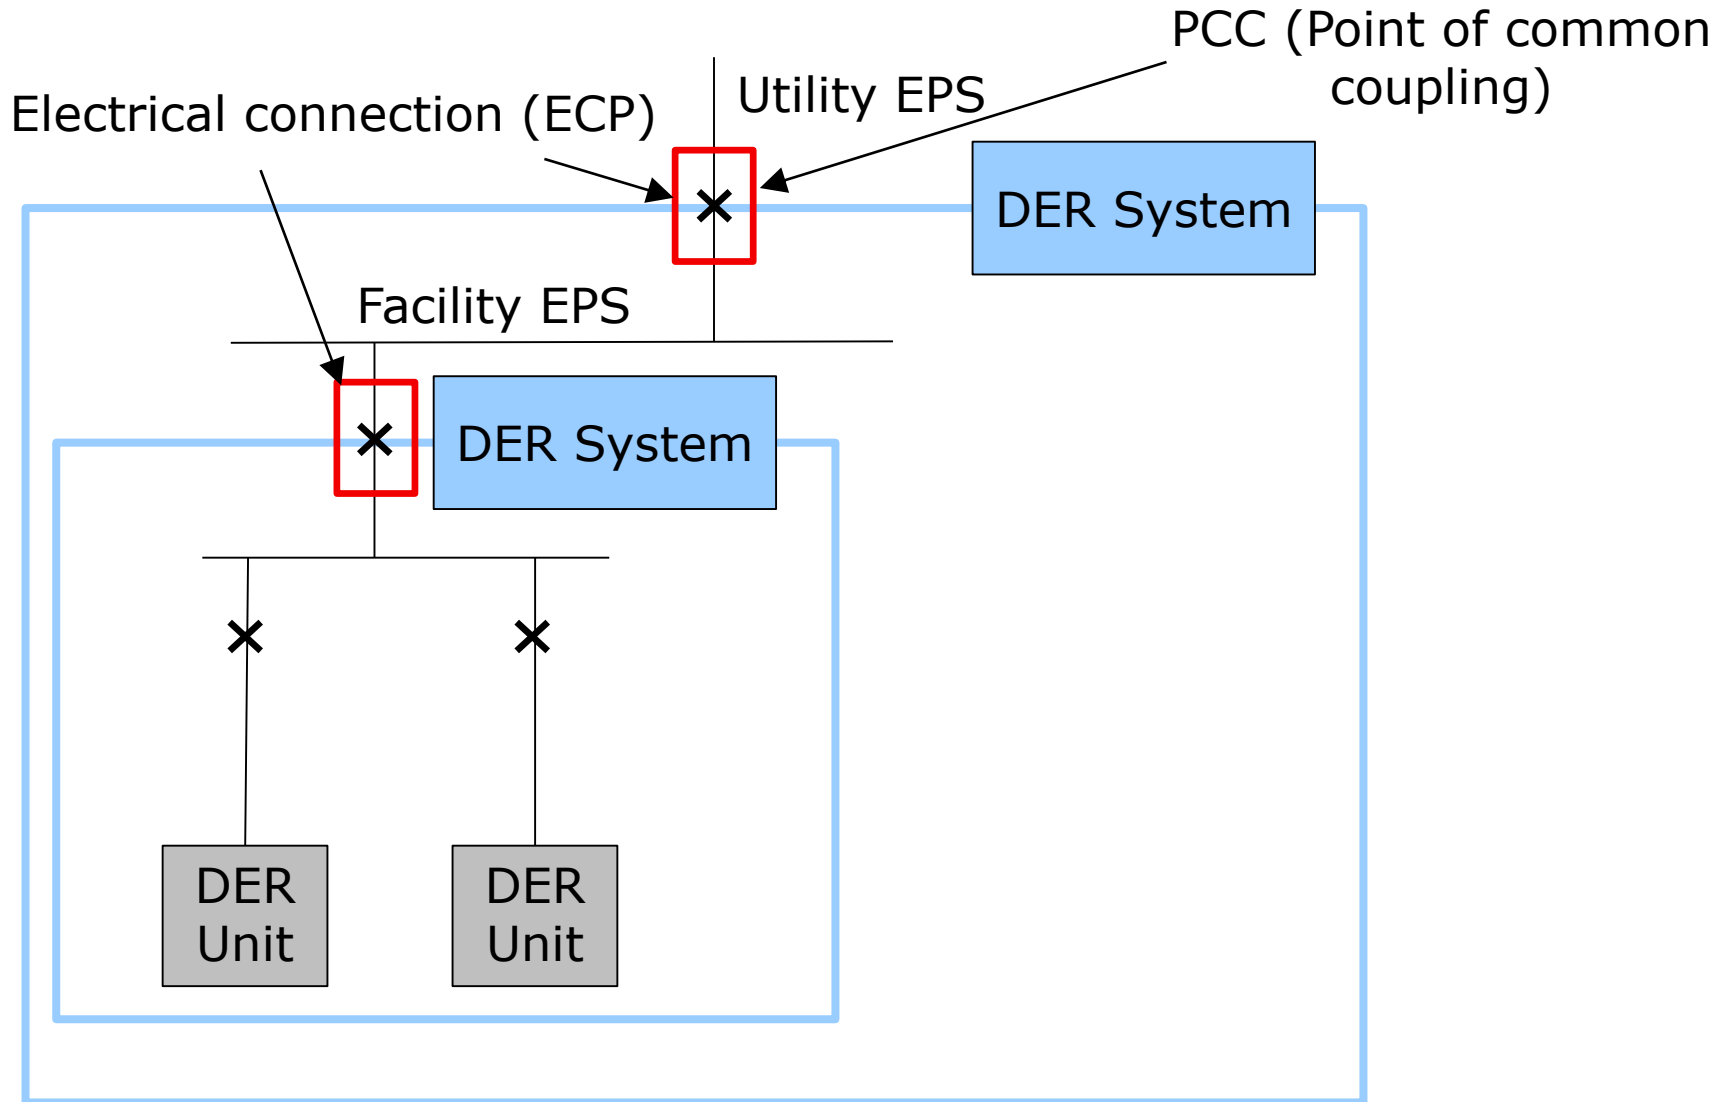 PCC (Point of common
coupling)
Utility EPS
Electrical connection (ECP)
DER System
Facility EPS
DER System
DER
Unit
DER
Unit